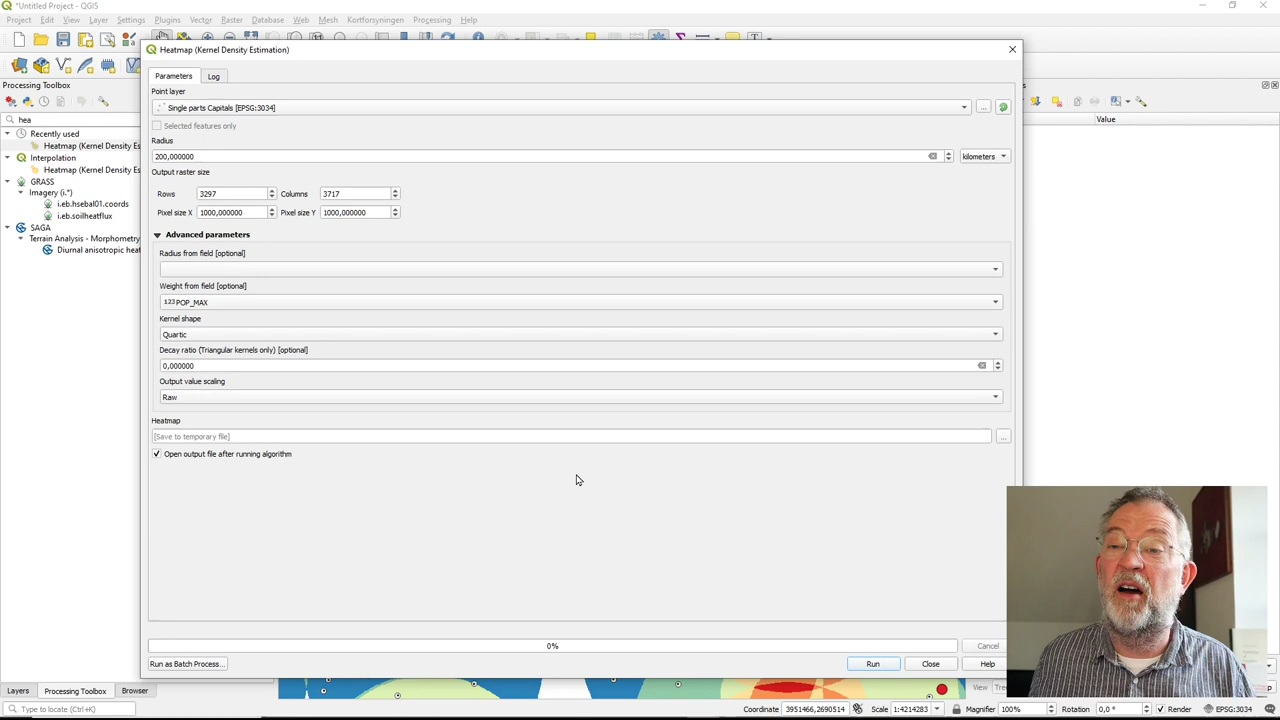 *Untitled Project - QGIS
Project Edit View Layer Settings Plugins Vector Raster Database Web Mesh Kortforsyningen Processing Help
Heatmap (Kernel Density Estimation)
Processing Toolbox
Parameters Log
Point layer
Single parts Capitals [EPSG:3034] ...
hea
Value
Selected features only
Recently used
Heatmap (Kernel Density Es
Radius
200,000000 kilometers
Interpolation
Heatmap (Kernel Density Es
Output raster size
GRASS
Imagery (i.*)
Rows 3297 Columns 3717
i.eb.hsebal01.coords
Pixel size X 1000,000000 Pixel size Y 1000,000000
i.eb.soilheatflux
SAGA
Advanced parameters
Terrain Analysis - Morphometry
Diurnal anisotropic heat
Radius from field [optional]
Weight from field [optional]
123 POP_MAX
Kernel shape
Quartic
Decay ratio (Triangular kernels only) [optional]
0,000000
Output value scaling
Raw
Heatmap
[Save to temporary file] ...
Open output file after running algorithm
0% Cancel
Run as Batch Process... Run Close Help
Layers Processing Toolbox Browser View
Type to locate (Ctrl+K) Coordinate 3951466,2690514 Scale 1:4214283 Magnifier 100% Rotation 0,0 ° Render EPSG:3034